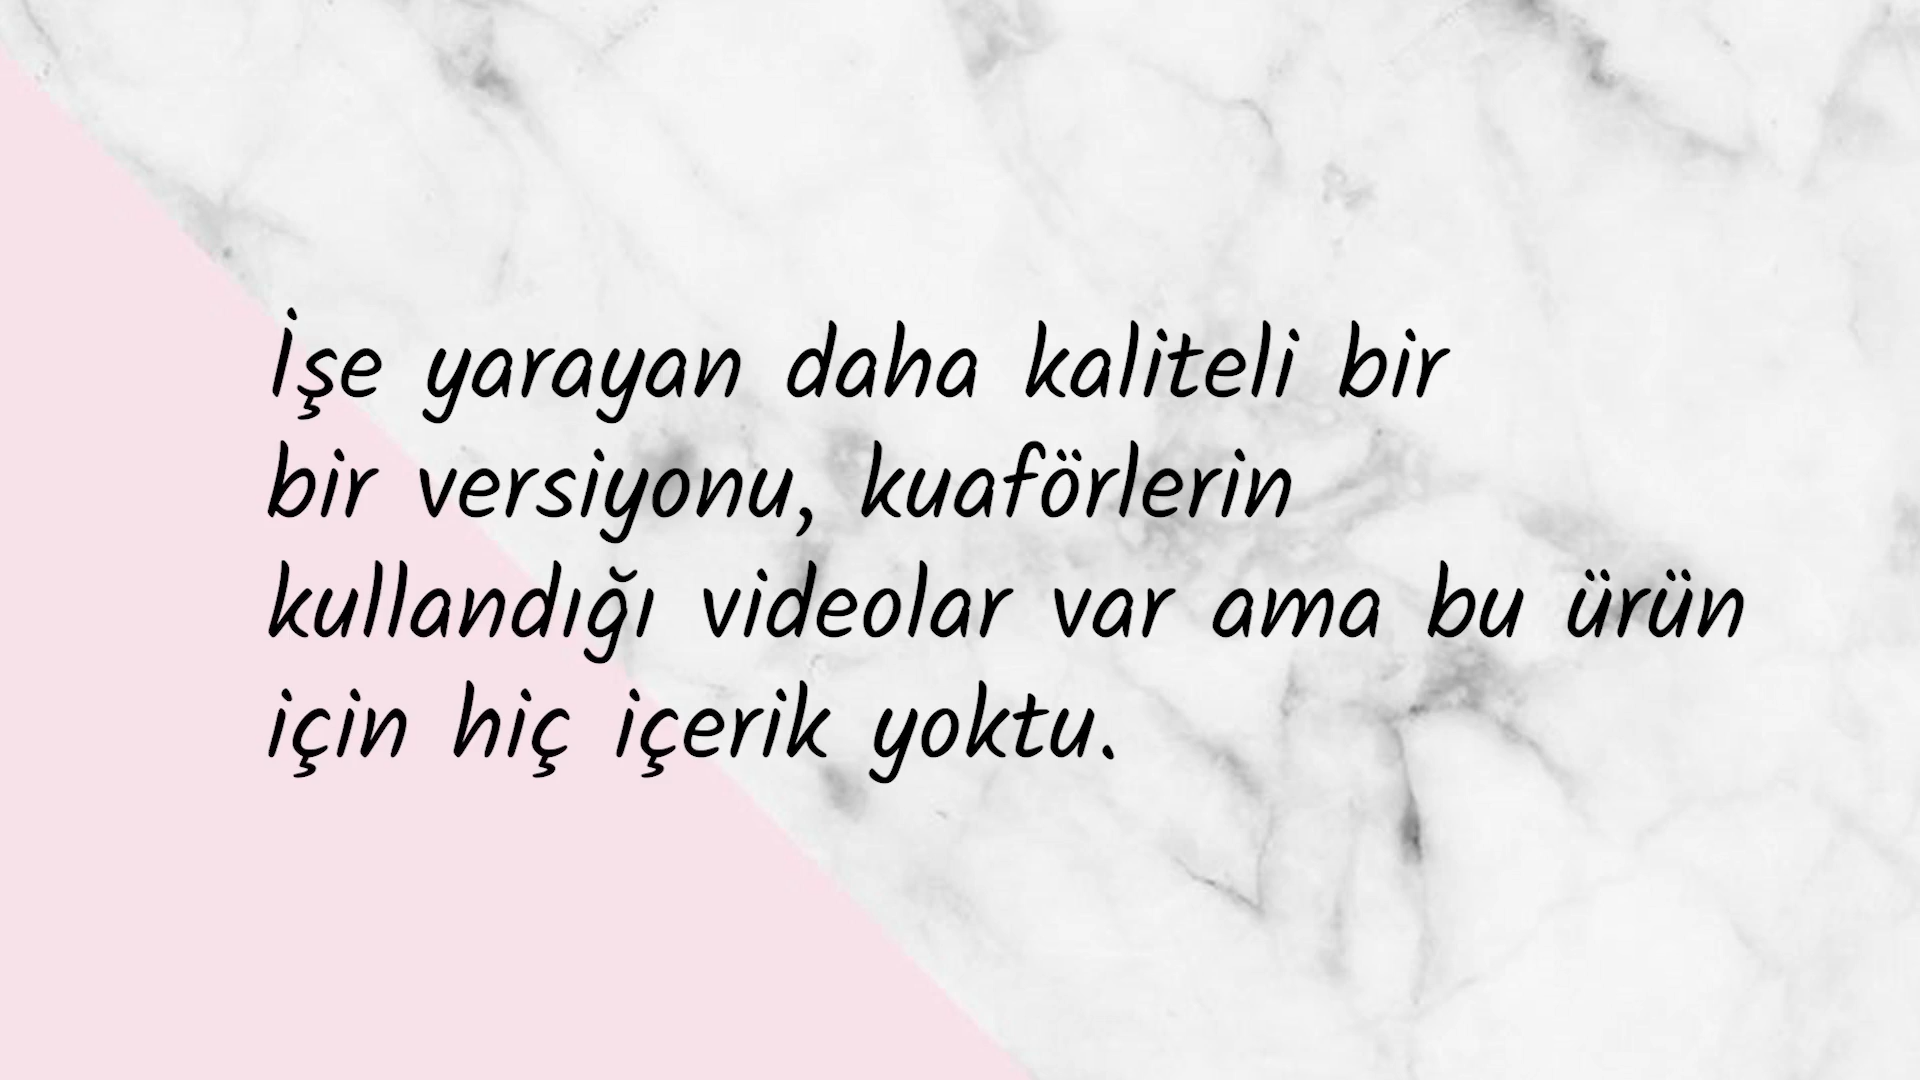 İşe yarayan daha kaliteli bir
bir versiyonu, kuaförlerin
kullandığı videolar var ama bu ürün
için hiç içerik yoktu.